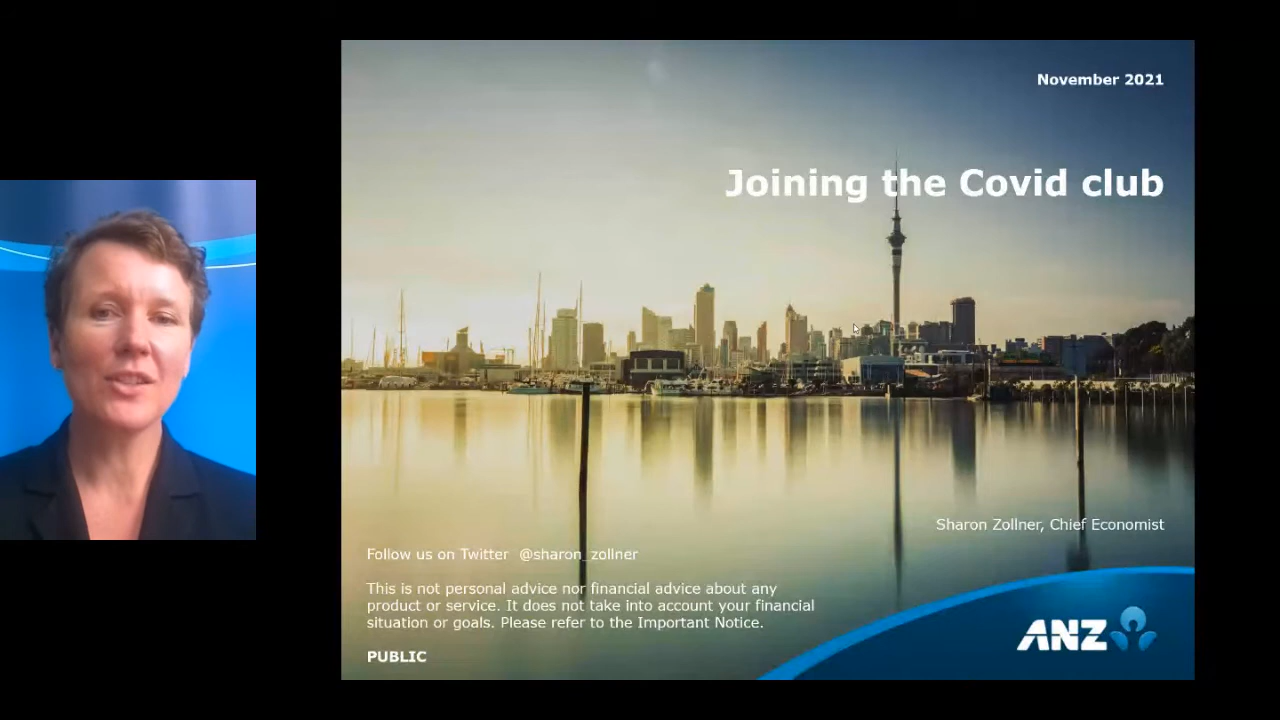 November 2021
Joining the Covid club
Sharon Zollner, Chief Economist
Follow us on Twitter @sharon_zollner
This is not personal advice nor financial advice about any
product or service. It does not take into account your financial
situation or goals. Please refer to the Important Notice.
PUBLIC
ANZ